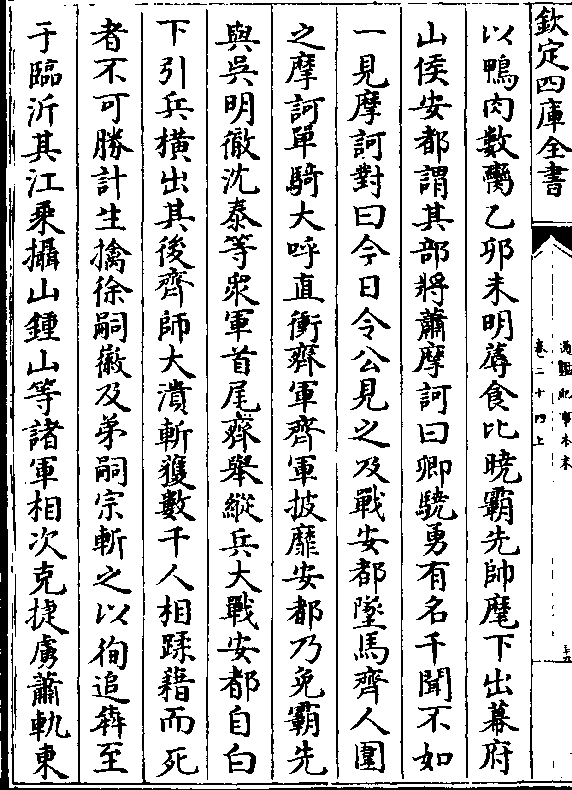 欽定四庫全書
通鑑紀事本末
卷二十四上
以鴨肉數臠乙卯未明蓐食比曉霸先帥麾下出幕府
山侯安都謂其部將蕭摩訶曰卿驍勇有名千聞不如
一見摩訶對曰今日令公見之及戰安都墜馬齊人圍
之摩訶單騎大呼直衝齊軍齊軍披靡安都乃免霸先
與吳明徹沈泰等衆軍首尾齊舉縱兵大戰安都自白
下引兵橫出其後齊師大潰斬獲數千人相蹂藉而死
者不可勝計生擒徐嗣徽及弟嗣宗斬之以徇追犇至
于臨沂其江乘攝山鍾山等諸軍相次克捷虜蕭軌東